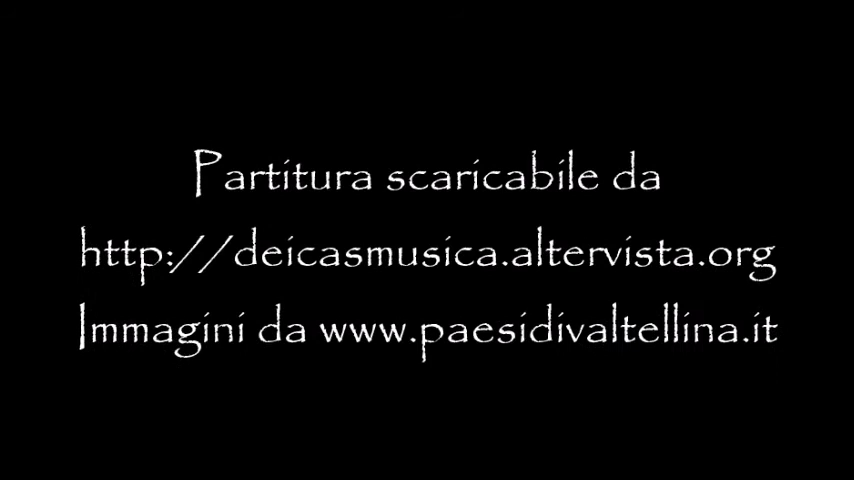 Partitura scaricabile da
http://deicasmusica.altervista.org
Immagini da www.paesidivaltellina.it